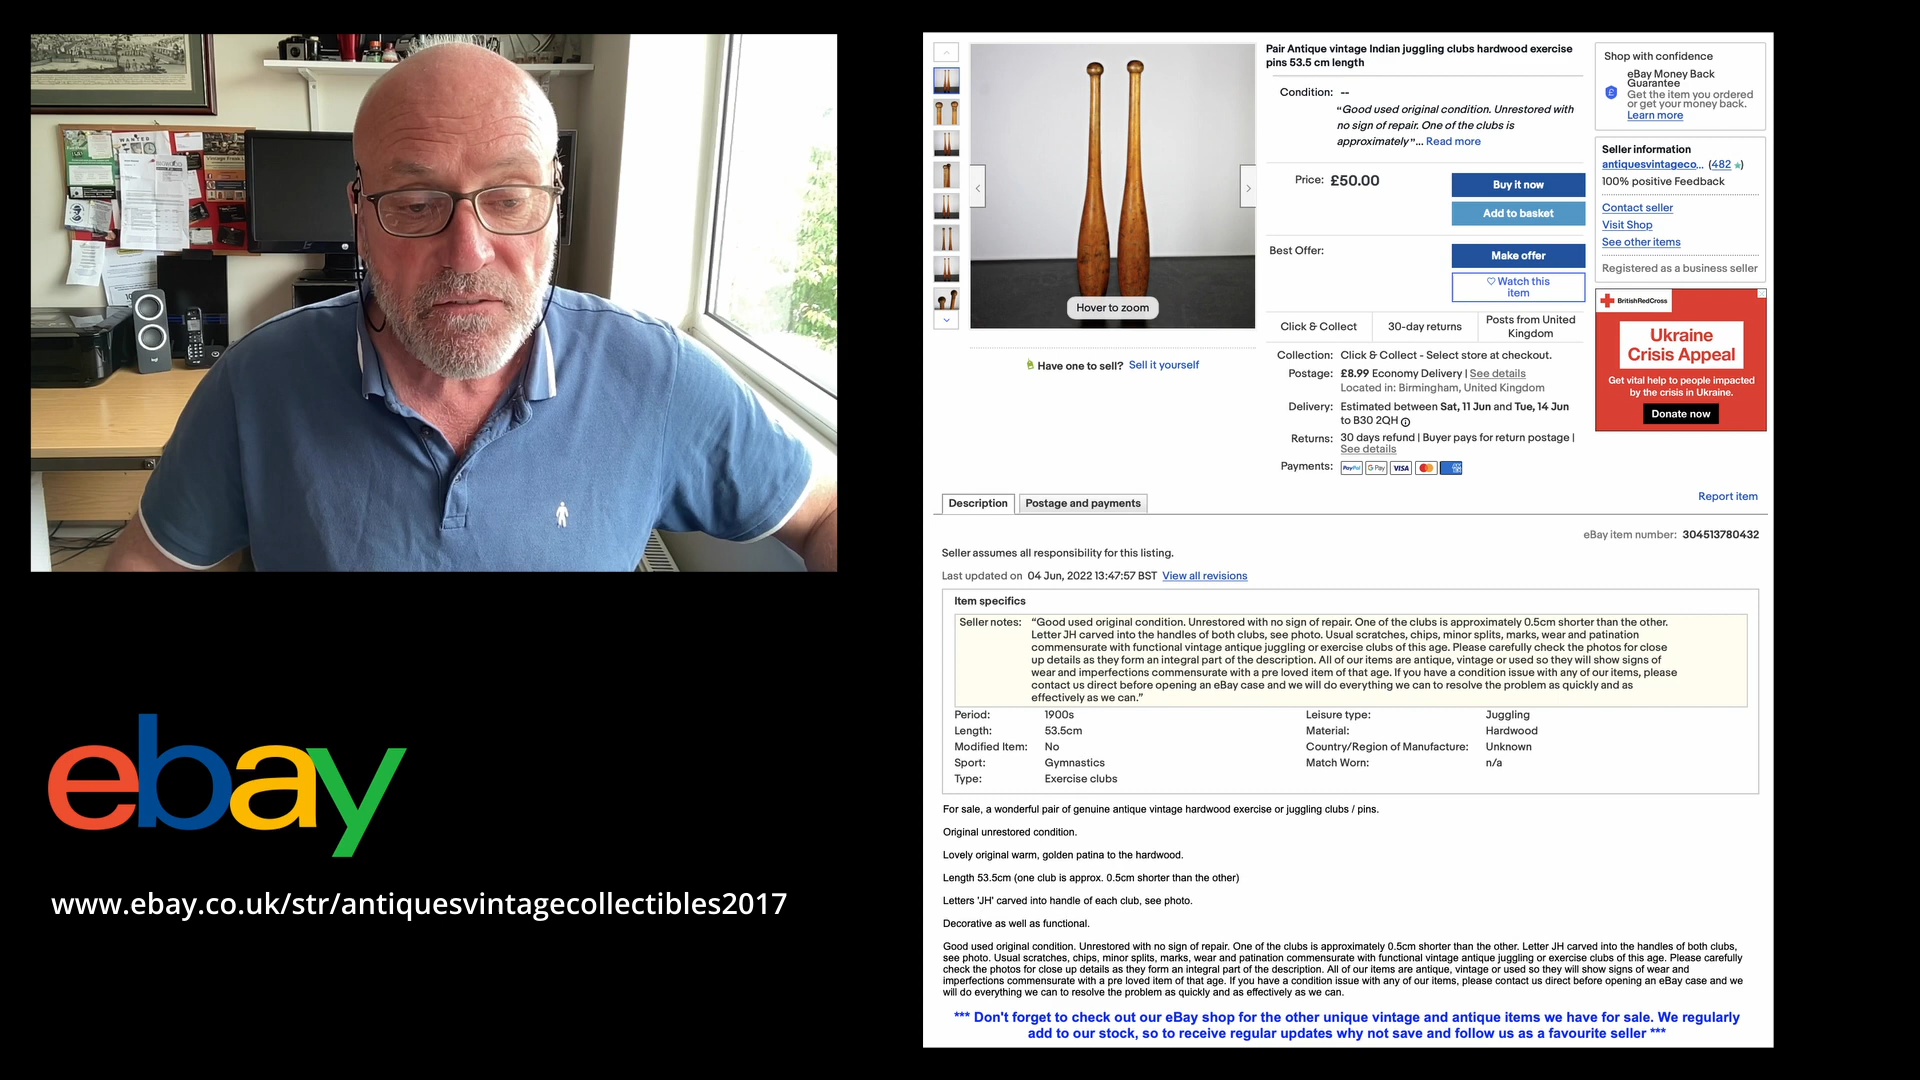 WANTED
ebay
www.ebay.co.uk/str/antiquesvintagecollectibles2017
Pair Antique vintage Indian juggling clubs hardwood exercise
pins 53.5 cm length
Condition: --
“Good used original condition. Unrestored with
no sign of repair. One of the clubs is
approximately”... Read more
Price: £50.00
Buy it now
Add to basket
Best Offer:
Make offer
Watch this
item
Hover to zoom
Have one to sell? Sell it yourself
Click & Collect
30-day returns
Posts from United
Kingdom
Collection: Click & Collect - Select store at checkout.
Postage: £8.99 Economy Delivery | See details
Located in: Birmingham, United Kingdom
Delivery: Estimated between Sat, 11 Jun and Tue, 14 Jun
to B30 2QH
Returns: 30 days refund | Buyer pays for return postage |
See details
Payments: PayPal G Pay VISA
Shop with confidence
eBay Money Back
Guarantee
Get the item you ordered
or get your money back.
Learn more
Seller information
antiquesvintageco... (482)
100% positive Feedback
Contact seller
Visit Shop
See other items
Registered as a business seller
BritishRedCross
Ukraine
Crisis Appeal
Get vital help to people impacted
by the crisis in Ukraine.
Donate now
Description
Postage and payments
Report item
eBay item number: 304513780432
Seller assumes all responsibility for this listing.
Last updated on 04 Jun, 2022 13:47:57 BST View all revisions
Item specifics
Seller notes: “Good used original condition. Unrestored with no sign of repair. One of the clubs is approximately 0.5cm shorter than the other.
Letter JH carved into the handles of both clubs, see photo. Usual scratches, chips, minor splits, marks, wear and patination
commensurate with functional vintage antique juggling or exercise clubs of this age. Please carefully check the photos for close
up details as they form an integral part of the description. All of our items are antique, vintage or used so they will show signs of
wear and imperfections commensurate with a pre loved item of that age. If you have a condition issue with any of our items, please
contact us direct before opening an eBay case and we will do everything we can to resolve the problem as quickly and as
effectively as we can.”
Period: 1900s Leisure type: Juggling
Length: 53.5cm Material: Hardwood
Modified Item: No Country/Region of Manufacture: Unknown
Sport: Gymnastics Match Worn: n/a
Type: Exercise clubs
For sale, a wonderful pair of genuine antique vintage hardwood exercise or juggling clubs / pins.
Original unrestored condition.
Lovely original warm, golden patina to the hardwood.
Length 53.5cm (one club is approx. 0.5cm shorter than the other)
Letters 'JH' carved into handle of each club, see photo.
Decorative as well as functional.
Good used original condition. Unrestored with no sign of repair. One of the clubs is approximately 0.5cm shorter than the other. Letter JH carved into the handles of both clubs,
see photo. Usual scratches, chips, minor splits, marks, wear and patination commensurate with functional vintage antique juggling or exercise clubs of this age. Please carefully
check the photos for close up details as they form an integral part of the description. All of our items are antique, vintage or used so they will show signs of wear and
imperfections commensurate with a pre loved item of that age. If you have a condition issue with any of our items, please contact us direct before opening an eBay case and we
will do everything we can to resolve the problem as quickly and as effectively as we can.
*** Don't forget to check out our eBay shop for the other unique vintage and antique items we have for sale. We regularly
add to our stock, so to receive regular updates why not save and follow us as a favourite seller ***